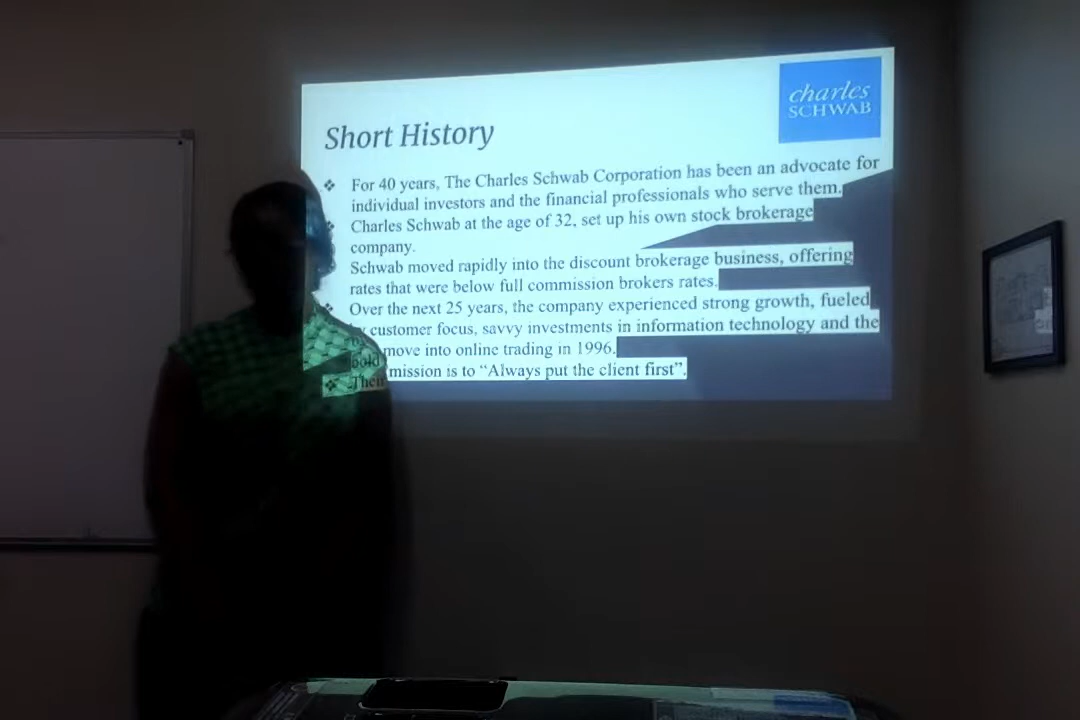 charles
SCHWAB
Short History
❖ For 40 years, The Charles Schwab Corporation has been an advocate for
individual investors and the financial professionals who serve them.
Charles Schwab at the age of 32, set up his own stock brokerage
company.
Schwab moved rapidly into the discount brokerage business, offering
rates that were below full commission brokers rates.
Over the next 25 years, the company experienced strong growth, fueled
customer focus, savvy investments in information technology and the
bold move into online trading in 1996.
❖ Their mission is to “Always put the client first”.